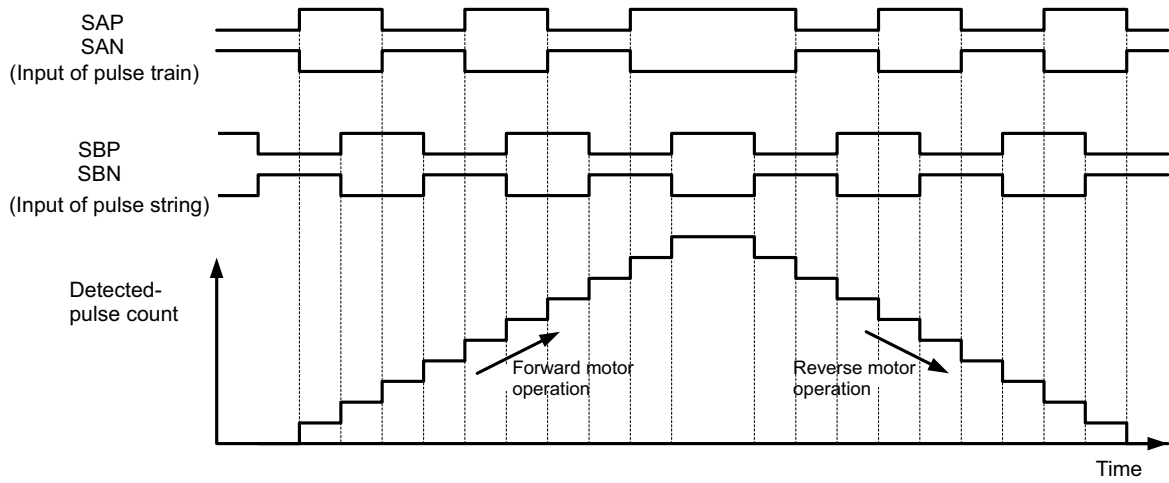 SAP
SAN
(Input of pulse train)
SBP
SBN
(Input of pulse string)
Detected-
pulse count
Forward motor
operation
Reverse motor
operation
Time